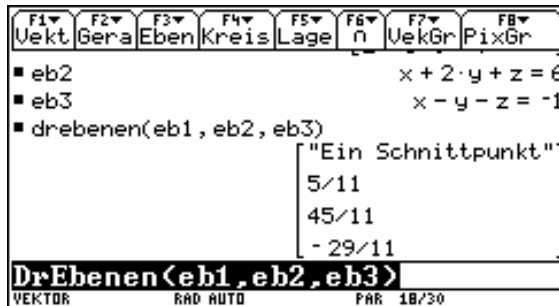 F1▼ F2▼ F3▼ F4▼ F5▼ F6▼ F7▼ F8▼
Vekt Gera Eben Kreis Lage ∩ VekGr PixGr
▪ eb2 x + 2·y + z = 6
▪ eb3 x - y - z = -1
▪ drebenen(eb1,eb2,eb3)
["Ein Schnittpunkt"]
5/11
45/11
-29/11
DrEbenen(eb1,eb2,eb3)
VEKTOR RAD AUTO PAR 18/30